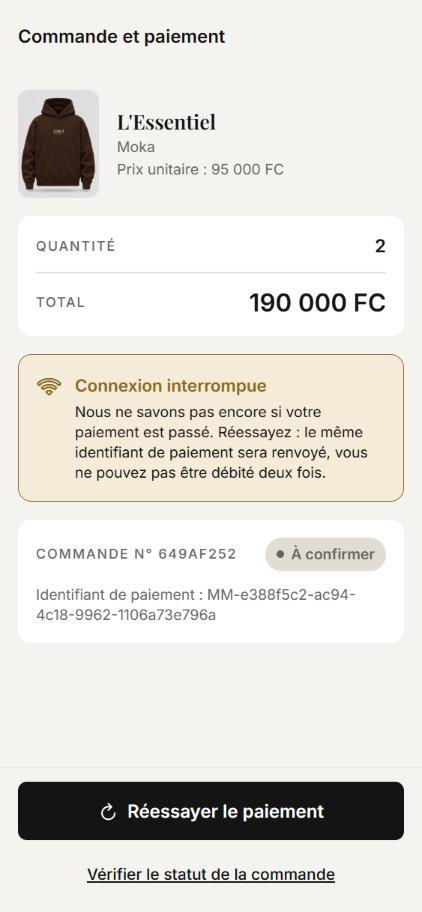 Commande et paiement
L'Essentiel
Moka
Prix unitaire : 95 000 FC
QUANTITÉ 2
TOTAL 190 000 FC
Connexion interrompue
Nous ne savons pas encore si votre
paiement est passé. Réessayez : le même
identifiant de paiement sera renvoyé, vous
ne pouvez pas être débité deux fois.
COMMANDE N° 649AF252 À confirmer
Identifiant de paiement : MM-e388f5c2-ac94-
4c18-9962-1106a73e796a
Réessayer le paiement
Vérifier le statut de la commande